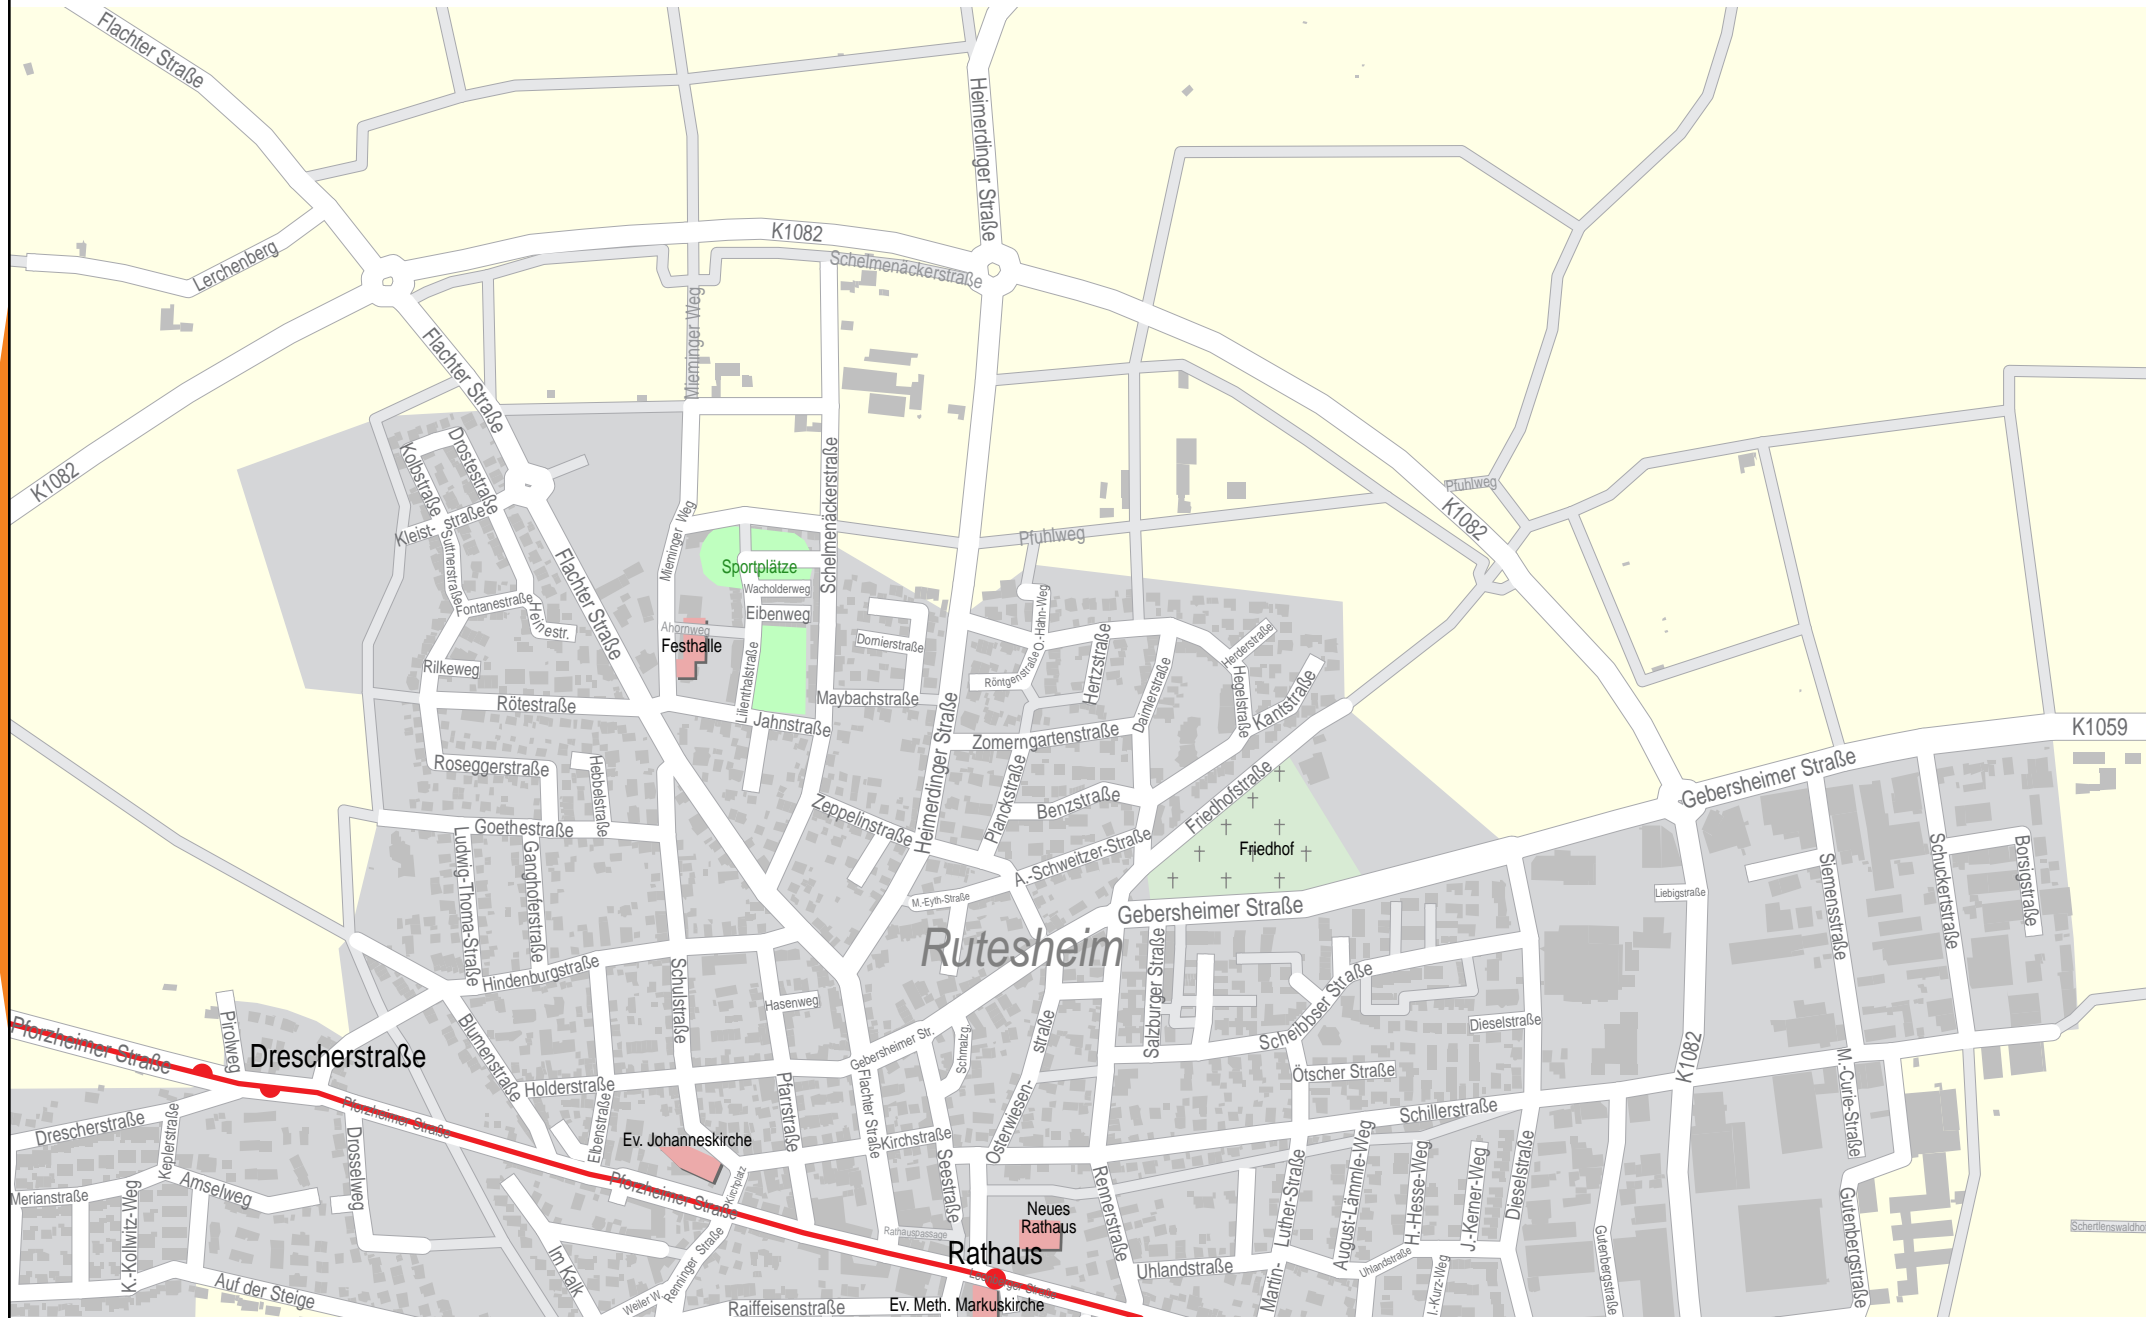 Flachter Straße
Heimerdinger Straße
K1082
Lerchenberg
Schelmenäckerstraße
Mieminger Weg
Flachter Straße
K1082
Kolbstraße
Drostestraße
Kleist-
straße
Suttnerstraße
Fontanestraße
Heinestr.
Mieminger Weg
Schelmenäckerstraße
Pfuhlweg
Pfuhlweg
K1082
Sportplätze
Wacholderweg
Eibenweg
Ahornweg
Festhalle
Lilienthalstraße
Dornierstraße
Flachter Straße
Rilkeweg
Rötestraße
Maybachstraße
Jahnstraße
O.-Hahn-Weg
Röntgenstraße
Hertzstraße
Daimlerstraße
Herderstraße
Hegelstraße
Kantstraße
Heimerdinger Straße
Zomerngartenstraße
K1059
Gebersheimer Straße
Roseggerstraße
Hebbelstraße
Goethestraße
Zeppelinstraße
Planckstraße
Benzstraße
Friedhofstraße
Friedhof
A.-Schweitzer-Straße
M.-Eyth-Straße
Ludwig-Thoma-Straße
Ganghoferstraße
Gebersheimer Straße
Liebigstraße
Siemensstraße
Schuckertstraße
Borsigstraße
Rutesheim
Hindenburgstraße
Schulstraße
Hasenweg
Salzburger Straße
Scheibbser Straße
Dieselstraße
Pirolweg
Pforzheimer Straße
Drescherstraße
Blumenstraße
Gebersheimer Str.
Schmalzg.
Osterwiesen-
straße
K1082
M.-Curie-Straße
Ötscher Straße
Holderstraße
Pfarrstraße
Flachter Straße
Schillerstraße
Drescherstraße
Keplerstraße
Pforzheimer Straße
Drosselweg
Elbenstraße
Ev. Johanneskirche
Kirchstraße
Seestraße
Kirchplatz
Merianstraße
K.-Kollwitz-Weg
Amselweg
Pforzheimer Straße
Rathauspassage
Neues
Rathaus
Rennerstraße
Martin-
Luther-Straße
August-Lämmle-Weg
H.-Hesse-Weg
J.-Kerner-Weg
Dieselstraße
Gutenbergstraße
Gutenbergstraße
Rathaus
Im Kalk
Weiler W.
Renninger Straße
Uhlandstraße
Uhlandstraße
Auf der Steige
Raiffeisenstraße
Ev. Meth. Markuskirche